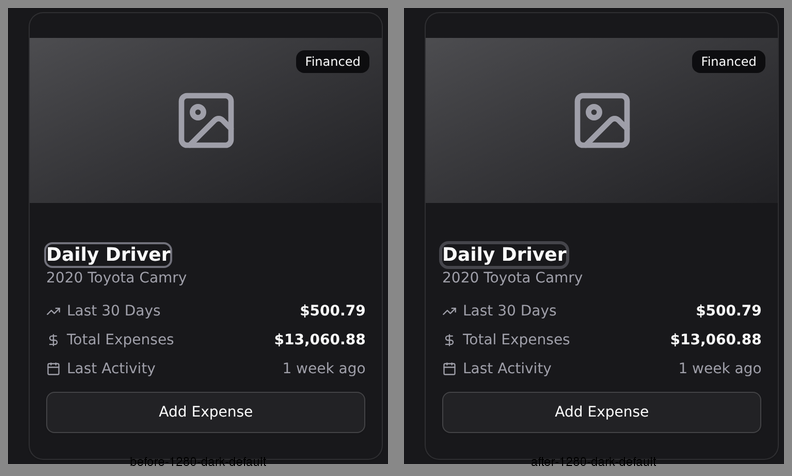 Financed
Daily Driver
2020 Toyota Camry
Last 30 Days $500.79
Total Expenses $13,060.88
Last Activity 1 week ago
Add Expense
before-1280-dark-default
Financed
Daily Driver
2020 Toyota Camry
Last 30 Days $500.79
Total Expenses $13,060.88
Last Activity 1 week ago
Add Expense
after-1280-dark-default